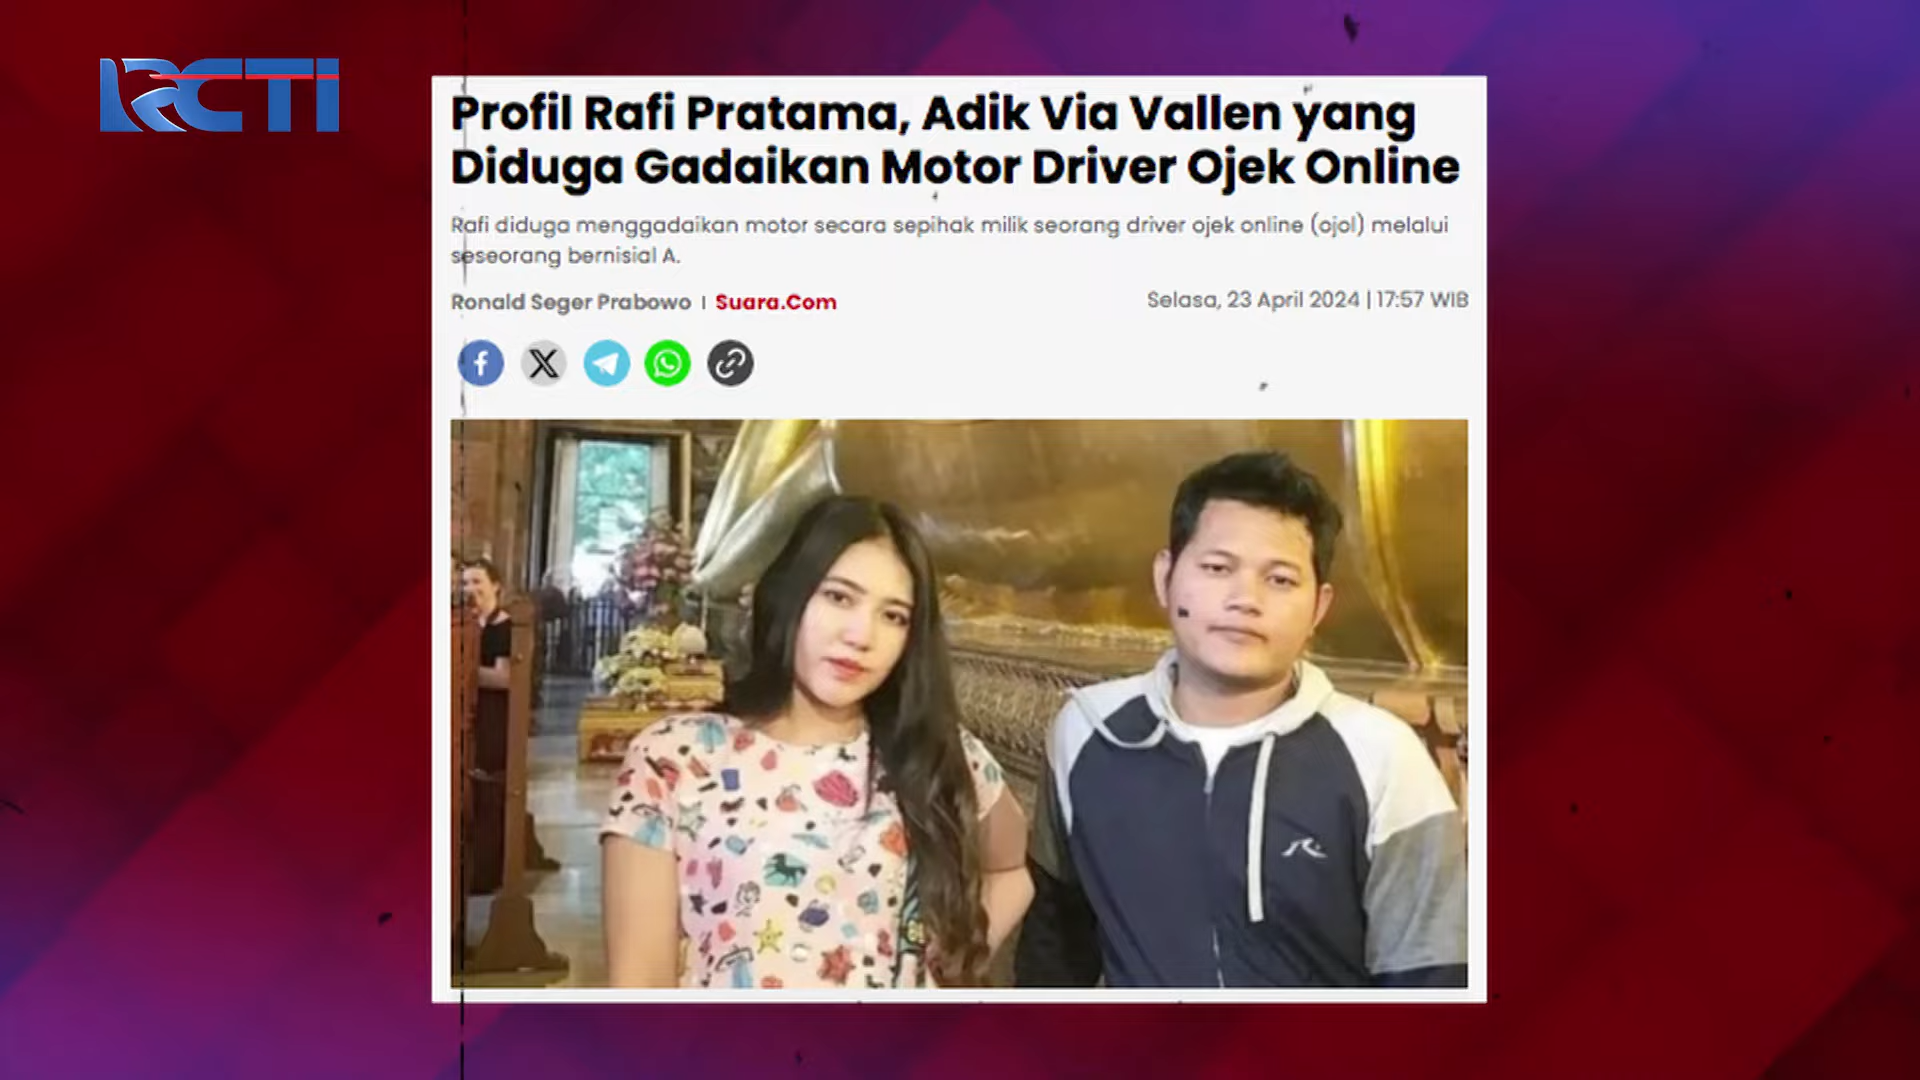 RCTI
Profil Rafi Pratama, Adik Via Vallen yang
Diduga Gadaikan Motor Driver Ojek Online
Rafi diduga menggadaikan motor secara sepihak milik seorang driver ojek online (ojol) melalui
seseorang bernisial A.
Ronald Seger Prabowo | Suara.Com
Selasa, 23 April 2024 | 17:57 WIB